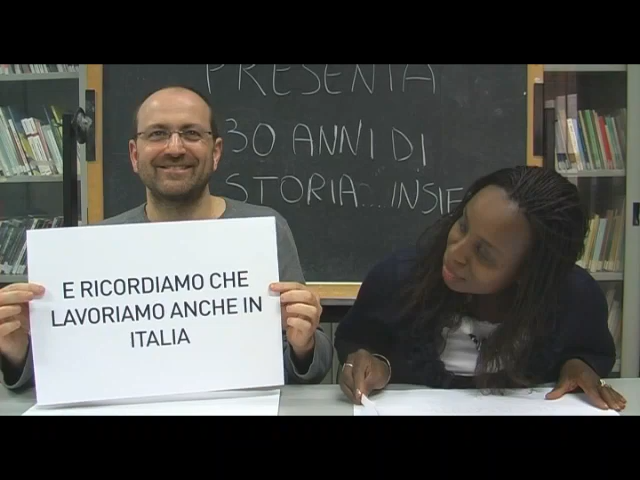 PRESENTA
30 ANNI DI
STORIA... INSIE
E RICORDIAMO CHE
LAVORIAMO ANCHE IN
ITALIA